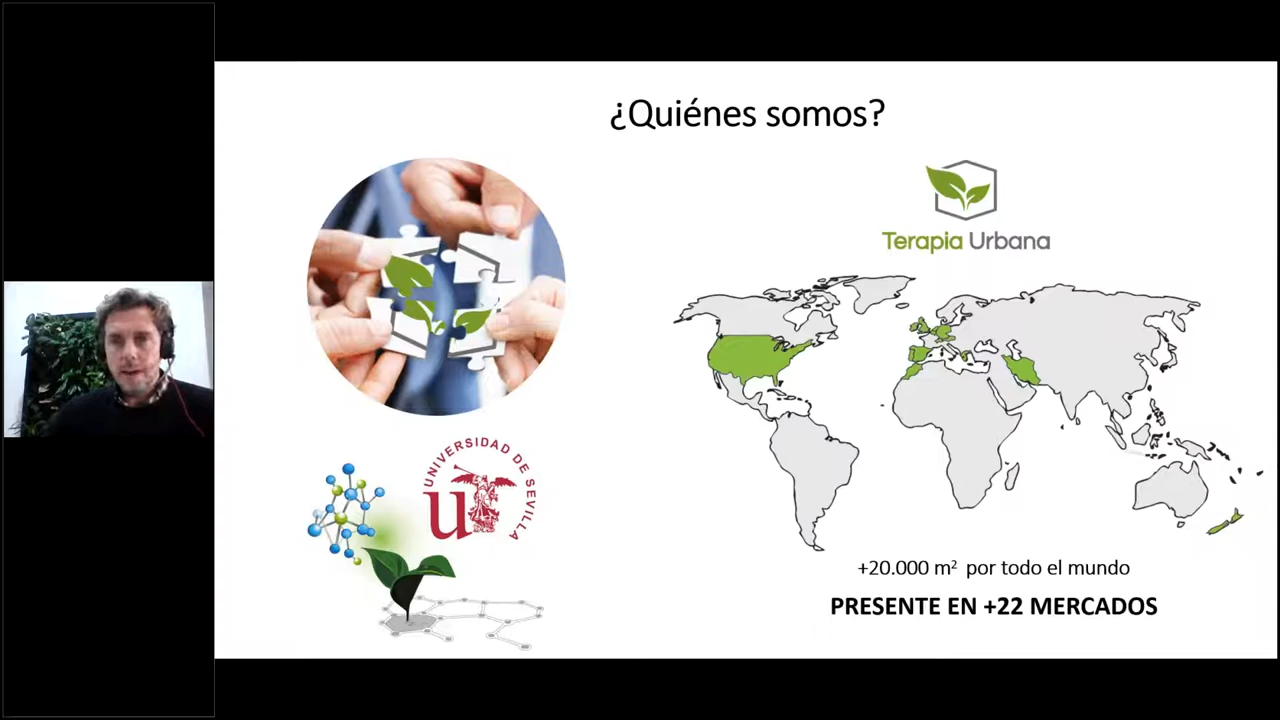 ¿Quiénes somos?
Terapia Urbana
UNIVERSIDAD DE SEVILLA
u
+20.000 m² por todo el mundo
PRESENTE EN +22 MERCADOS